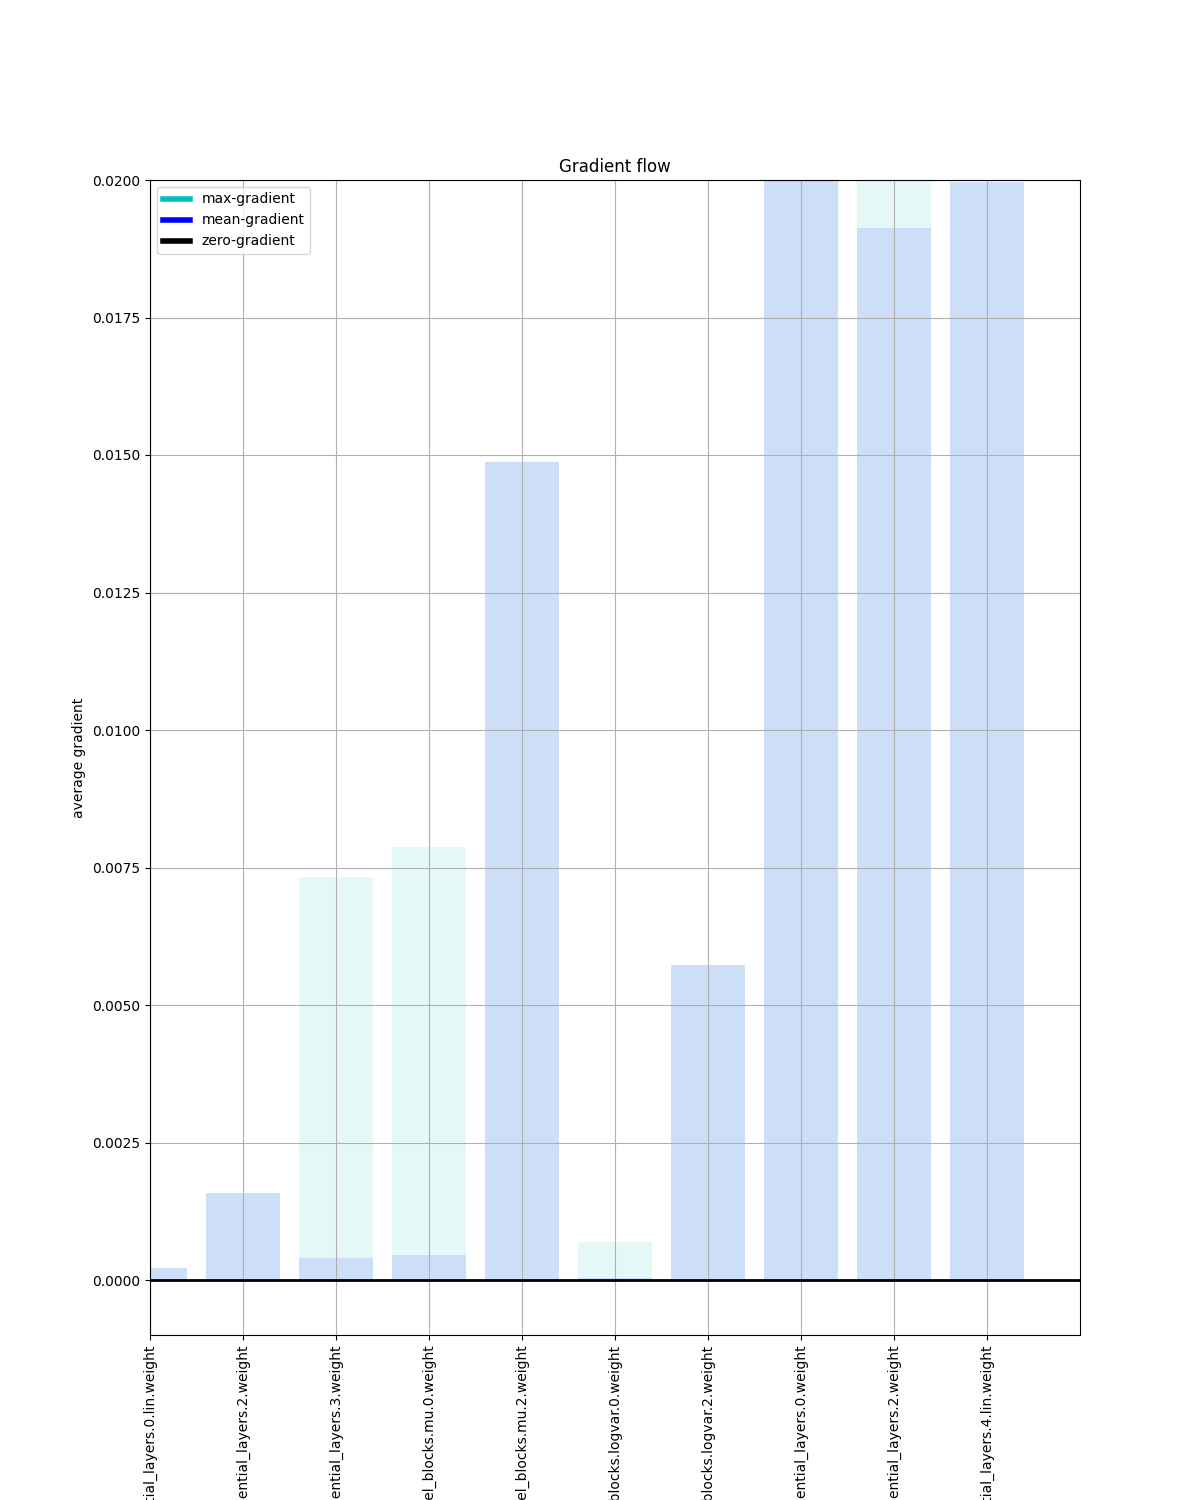 Gradient flow
max-gradient
mean-gradient
zero-gradient
0.0200
0.0175
0.0150
0.0125
0.0100
0.0075
0.0050
0.0025
0.0000
average gradient
tial_layers.0.lin.weight
ential_layers.2.weight
ential_layers.3.weight
el_blocks.mu.0.weight
el_blocks.mu.2.weight
blocks.logvar.0.weight
blocks.logvar.2.weight
ential_layers.0.weight
ential_layers.2.weight
tial_layers.4.lin.weight